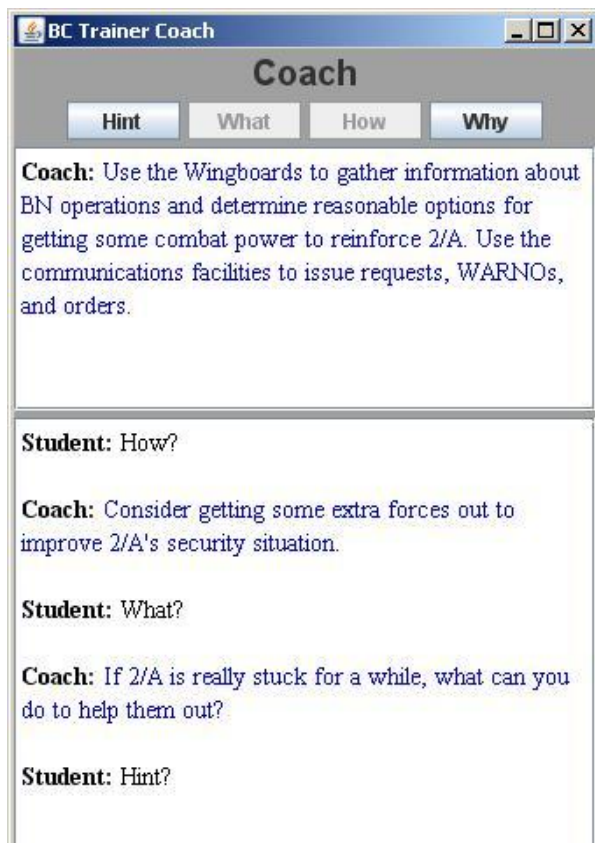 BC Trainer Coach
Coach
Hint What How Why
Coach: Use the Wingboards to gather information about
BN operations and determine reasonable options for
getting some combat power to reinforce 2/A. Use the
communications facilities to issue requests, WARNOs,
and orders.
Student: How?
Coach: Consider getting some extra forces out to
improve 2/A's security situation.
Student: What?
Coach: If 2/A is really stuck for a while, what can you
do to help them out?
Student: Hint?